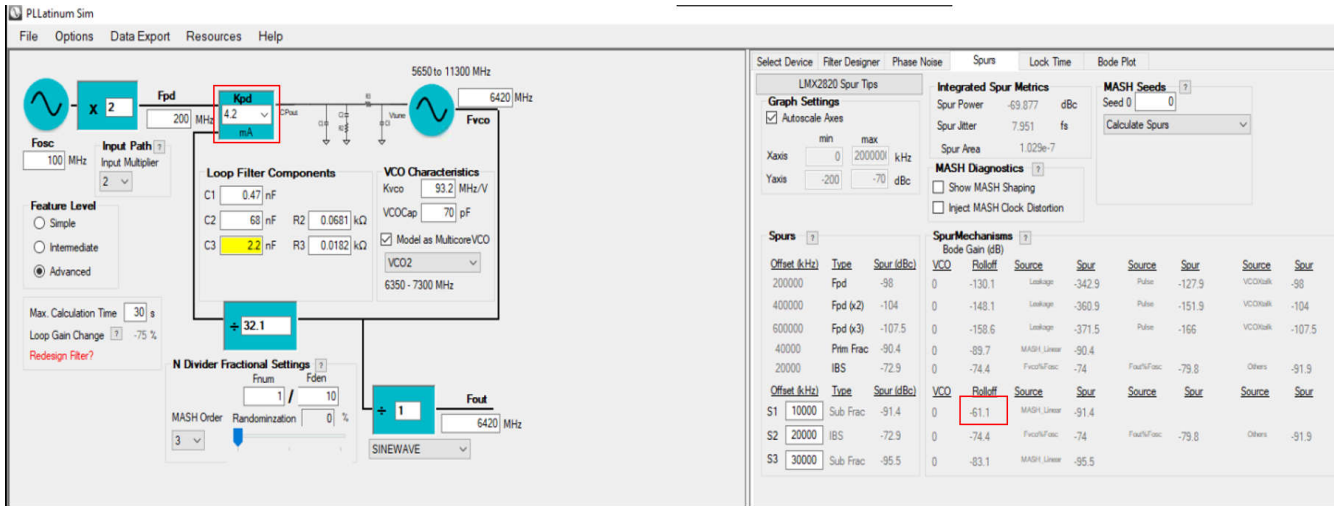 PLLatinum Sim
File Options Data Export Resources Help
5650 to 11300 MHz
x 2
Fpd
200 MHz
Kpd
4.2
mA
CPout
Vtune
6420 MHz
Fvco
Fosc
100 MHz
Input Path ?
Input Multiplier
2
Feature Level
Simple
Intermediate
Advanced
Loop Filter Components
C1 0.47 nF
C2 68 nF R2 0.0681 kΩ
C3 2.2 nF R3 0.0182 kΩ
VCO Characteristics
Kvco 93.2 MHz/V
VCOCap 70 pF
Model as MulticoreVCO
VCO2
6350 - 7300 MHz
Max. Calculation Time 30 s
Loop Gain Change ? -75 %
Redesign Filter?
÷ 32.1
N Divider Fractional Settings ?
Fnum Fden
1 / 10
MASH Order Randominzation 0 %
3
÷ 1
Fout
6420 MHz
SINEWAVE
Select Device Filter Designer Phase Noise Spurs Lock Time Bode Plot
LMX2820 Spur Tips
Graph Settings
Autoscale Axes
min max
Xaxis 0 200000 kHz
Yaxis -200 -70 dBc
Integrated Spur Metrics
Spur Power -69.877 dBc
Spur Jitter 7.951 fs
Spur Area 1.029e-7
MASH Diagnostics ?
Show MASH Shaping
Inject MASH Clock Distortion
MASH Seeds ?
Seed 0 0
Calculate Spurs
Spurs ?
SpurMechanisms ?
Bode Gain (dB)
Offset (kHz) Type Spur (dBc) VCO Rolloff Source Spur Source Spur Source Spur
200000 Fpd -98 0 -130.1 Leakage -342.9 Pulse -127.9 VCOXtalk -98
400000 Fpd (x2) -104 0 -148.1 Leakage -360.9 Pulse -151.9 VCOXtalk -104
600000 Fpd (x3) -107.5 0 -158.6 Leakage -371.5 Pulse -166 VCOXtalk -107.5
40000 Prim Frac -90.4 0 -89.7 MASH_Linear -90.4
20000 IBS -72.9 0 -74.4 Fvco%Fosc -74 Fout%Fosc -79.8 Others -91.9
Offset (kHz) Type Spur (dBc) VCO Rolloff Source Spur Source Spur Source Spur
S1 10000 Sub Frac -91.4 0 -61.1 MASH_Linear -91.4
S2 20000 IBS -72.9 0 -74.4 Fvco%Fosc -74 Fout%Fosc -79.8 Others -91.9
S3 30000 Sub Frac -95.5 0 -83.1 MASH_Linear -95.5